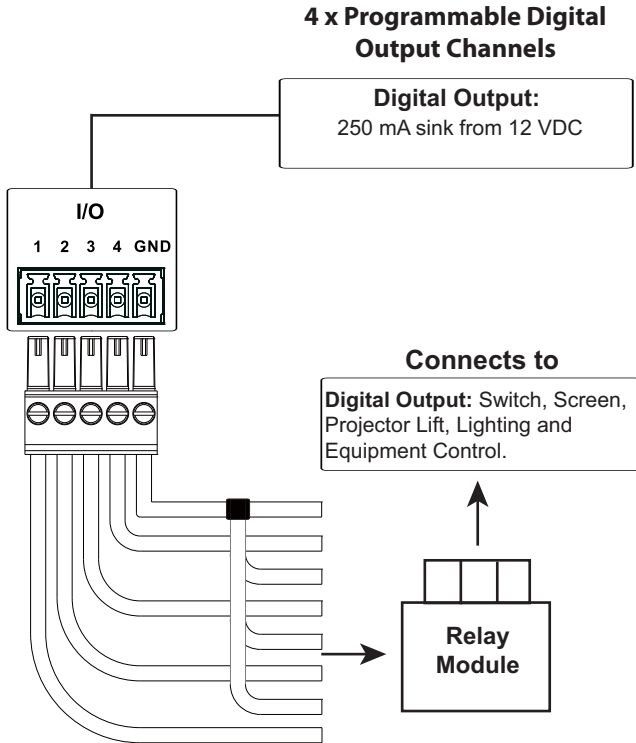 4 x Programmable Digital
Output Channels
Digital Output:
250 mA sink from 12 VDC
I/O
1 2 3 4 GND
Connects to
Digital Output: Switch, Screen,
Projector Lift, Lighting and
Equipment Control.
Relay
Module